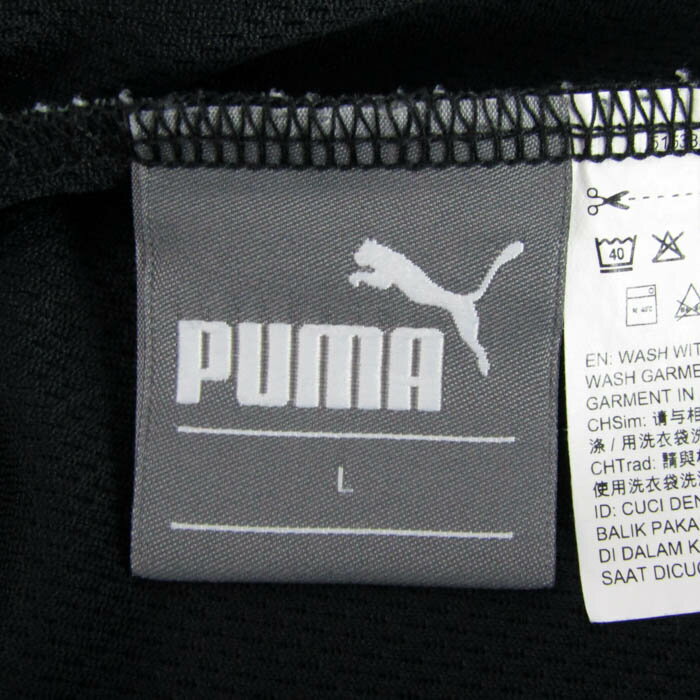 PUMA
L
40
EN: WASH WIT
WASH GARME
GARMENT IN
CHSim: 请与相
涤 / 用洗衣袋洗
CHTrad: 請與
使用洗衣袋洗
ID: CUCI DEN
BALIK PAKA
DI DALAM K
SAAT DICUC